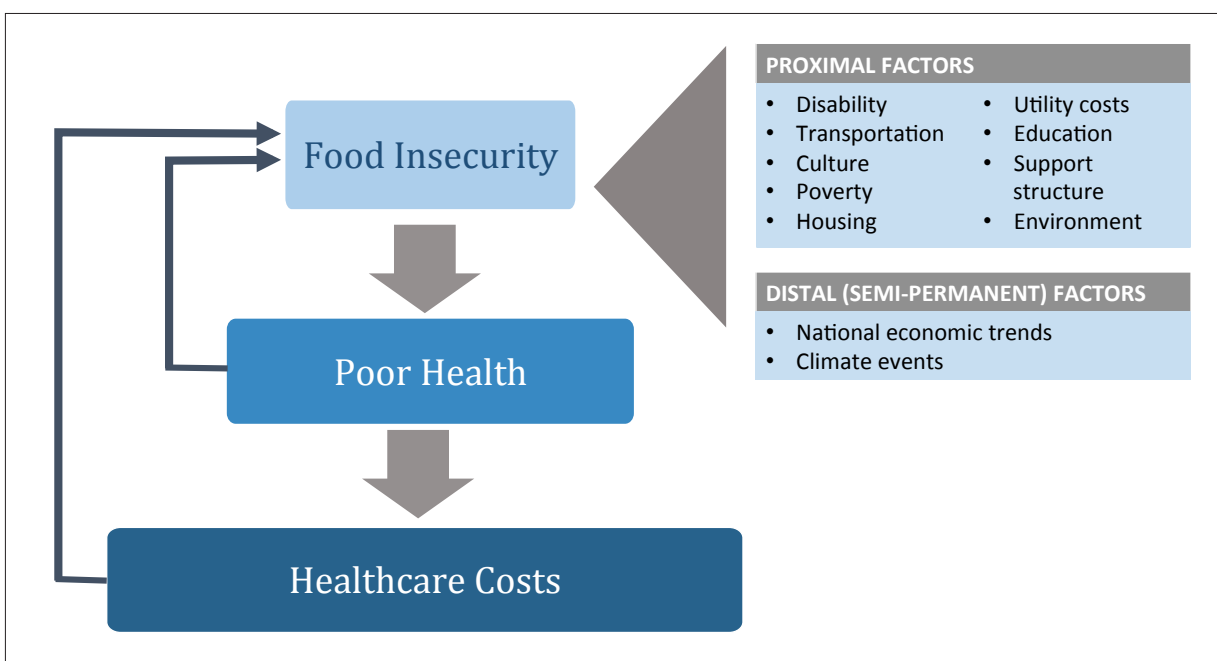 Food Insecurity
Poor Health
Healthcare Costs
PROXIMAL FACTORS
• Disability
• Transportation
• Culture
• Poverty
• Housing
• Utility costs
• Education
• Support
structure
• Environment
DISTAL (SEMI-PERMANENT) FACTORS
• National economic trends
• Climate events